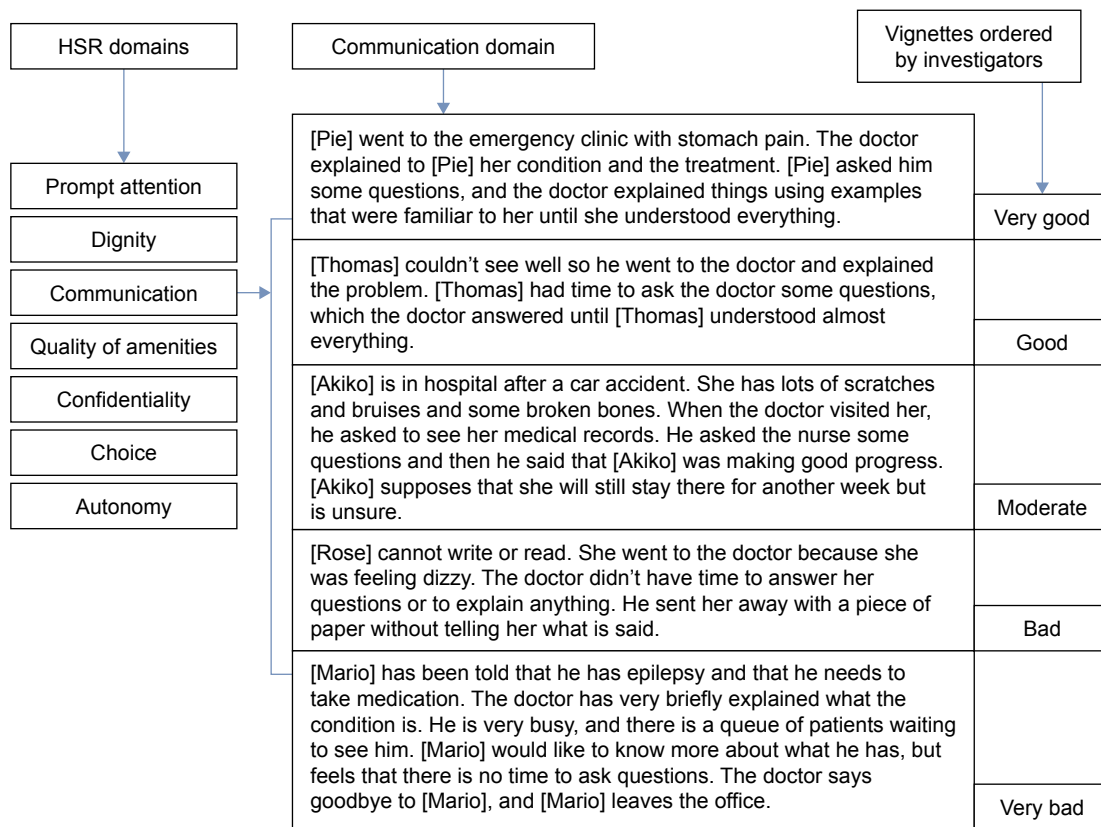 HSR domains
Communication domain
Vignettes ordered
by investigators
Prompt attention
Dignity
Communication
Quality of amenities
Confidentiality
Choice
Autonomy
[Pie] went to the emergency clinic with stomach pain. The doctor
explained to [Pie] her condition and the treatment. [Pie] asked him
some questions, and the doctor explained things using examples
that were familiar to her until she understood everything.
Very good
[Thomas] couldn’t see well so he went to the doctor and explained
the problem. [Thomas] had time to ask the doctor some questions,
which the doctor answered until [Thomas] understood almost
everything.
Good
[Akiko] is in hospital after a car accident. She has lots of scratches
and bruises and some broken bones. When the doctor visited her,
he asked to see her medical records. He asked the nurse some
questions and then he said that [Akiko] was making good progress.
[Akiko] supposes that she will still stay there for another week but
is unsure.
Moderate
[Rose] cannot write or read. She went to the doctor because she
was feeling dizzy. The doctor didn’t have time to answer her
questions or to explain anything. He sent her away with a piece of
paper without telling her what is said.
Bad
[Mario] has been told that he has epilepsy and that he needs to
take medication. The doctor has very briefly explained what the
condition is. He is very busy, and there is a queue of patients waiting
to see him. [Mario] would like to know more about what he has, but
feels that there is no time to ask questions. The doctor says
goodbye to [Mario], and [Mario] leaves the office.
Very bad